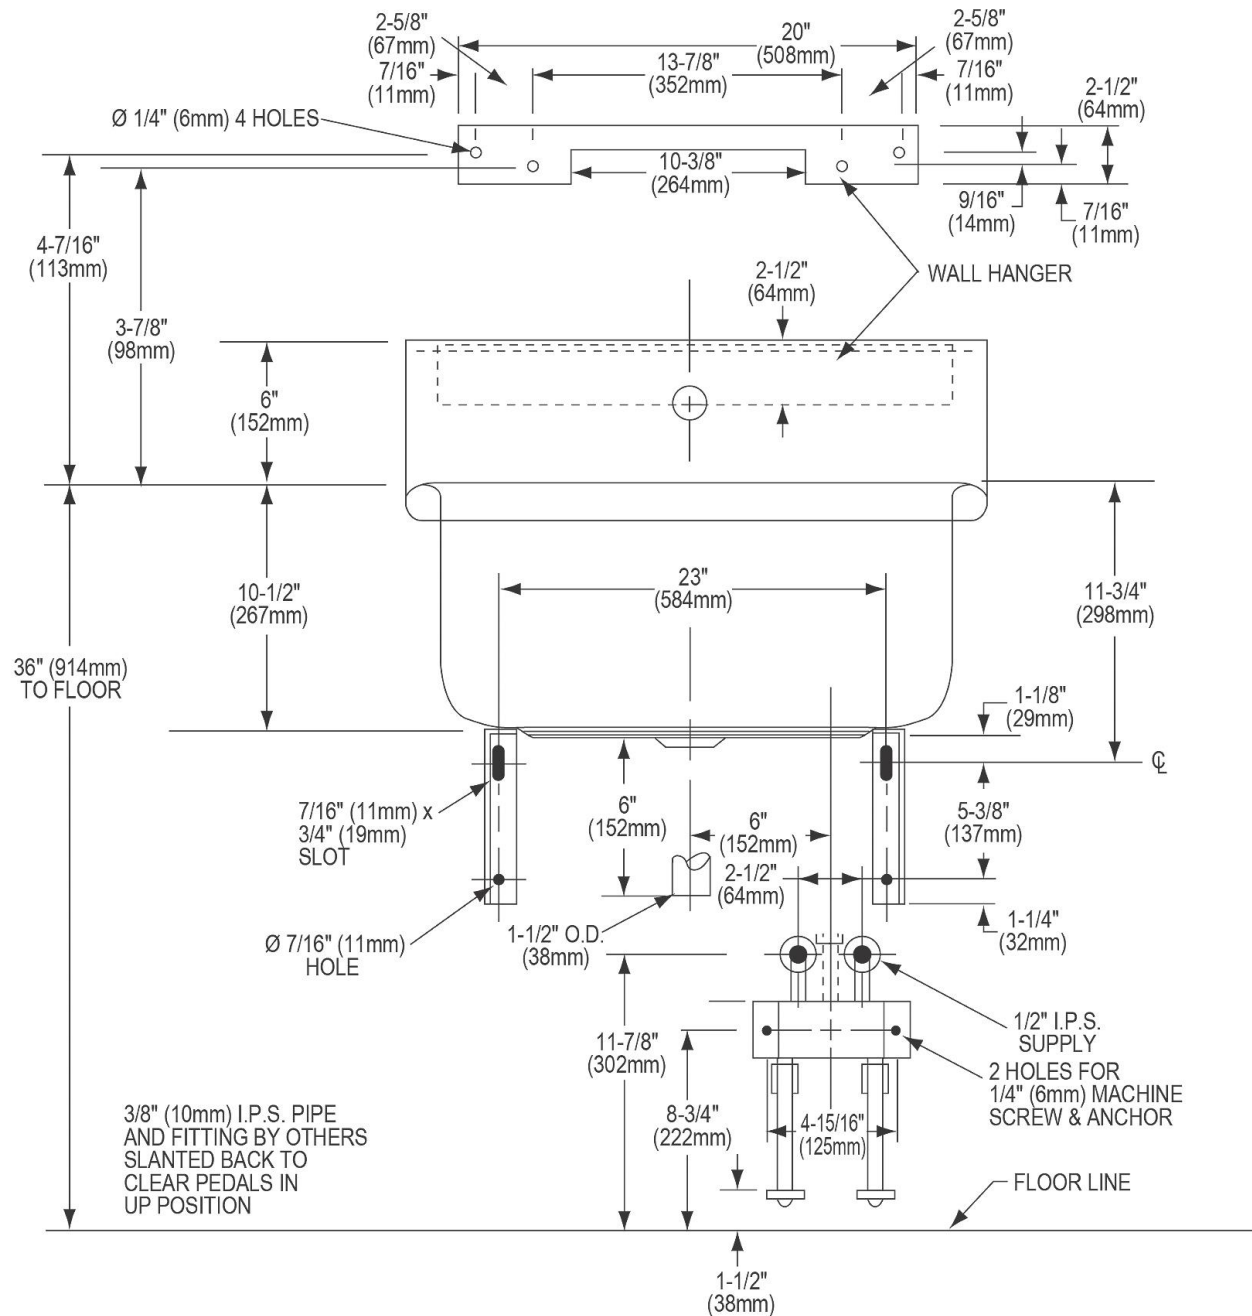 2-5/8"
(67mm)
20"
(508mm)
2-5/8"
(67mm)
7/16"
(11mm)
13-7/8"
(352mm)
7/16"
(11mm)
2-1/2"
(64mm)
Ø 1/4" (6mm) 4 HOLES
10-3/8"
(264mm)
9/16"
(14mm)
7/16"
(11mm)
4-7/16"
(113mm)
WALL HANGER
2-1/2"
(64mm)
3-7/8"
(98mm)
6"
(152mm)
10-1/2"
(267mm)
23"
(584mm)
11-3/4"
(298mm)
36" (914mm)
TO FLOOR
1-1/8"
(29mm)
℄
7/16" (11mm) x
3/4" (19mm)
SLOT
6"
(152mm)
6"
(152mm)
5-3/8"
(137mm)
2-1/2"
(64mm)
Ø 7/16" (11mm)
HOLE
1-1/2" O.D.
(38mm)
1-1/4"
(32mm)
11-7/8"
(302mm)
1/2" I.P.S.
SUPPLY
2 HOLES FOR
1/4" (6mm) MACHINE
SCREW & ANCHOR
8-3/4"
(222mm)
4-15/16"
(125mm)
3/8" (10mm) I.P.S. PIPE
AND FITTING BY OTHERS
SLANTED BACK TO
CLEAR PEDALS IN
UP POSITION
FLOOR LINE
1-1/2"
(38mm)